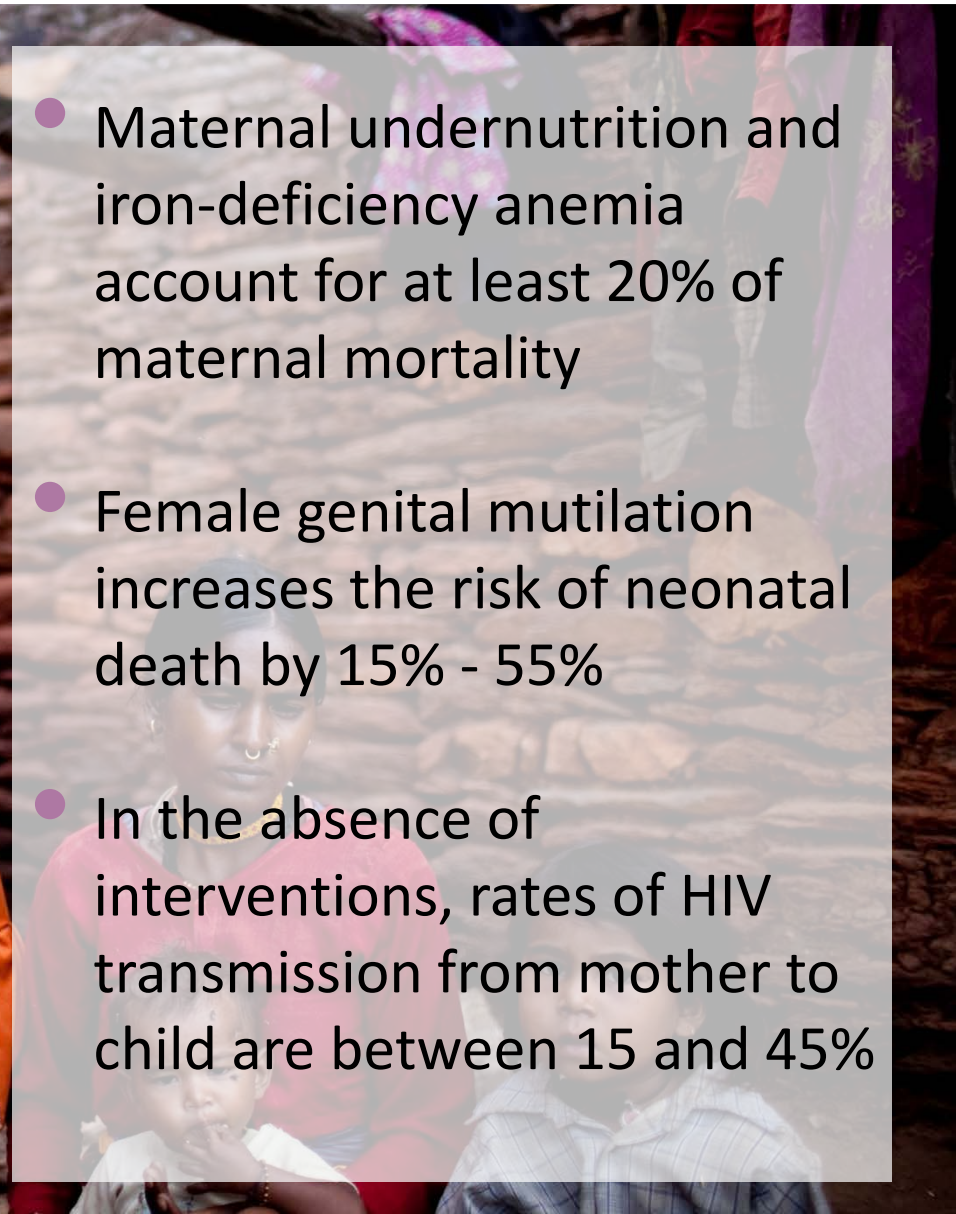 • Maternal undernutrition and
iron-deficiency anemia
account for at least 20% of
maternal mortality
• Female genital mutilation
increases the risk of neonatal
death by 15% - 55%
• In the absence of
interventions, rates of HIV
transmission from mother to
child are between 15 and 45%